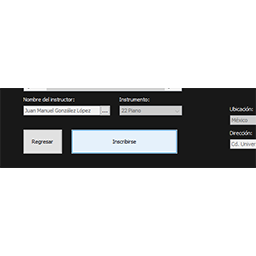 Nombre del instructor:
Instrumento:
Juan Manuel González López
22 Piano
Ubicación:
México
Dirección:
Cd. Univer
Regresar
Inscribirse